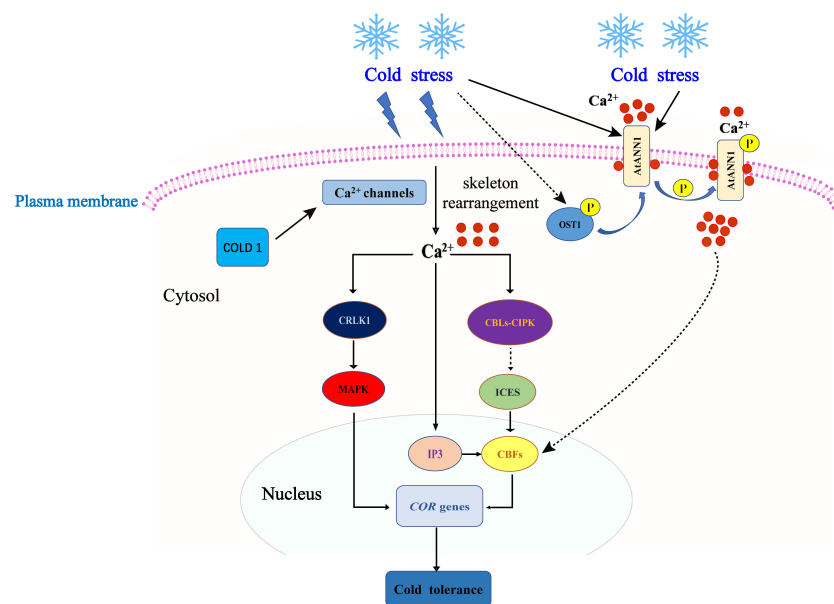 Cold stress
Cold stress
Ca²⁺
Ca²⁺
P
AtANN1
AtANN1
Plasma membrane
Ca²⁺ channels
skeleton
rearrangement
P
P
OST1
COLD 1
Ca²⁺
Cytosol
CRLK1
CBLs-CIPK
MAPK
ICES
IP3
CBFs
Nucleus
COR genes
Cold tolerance